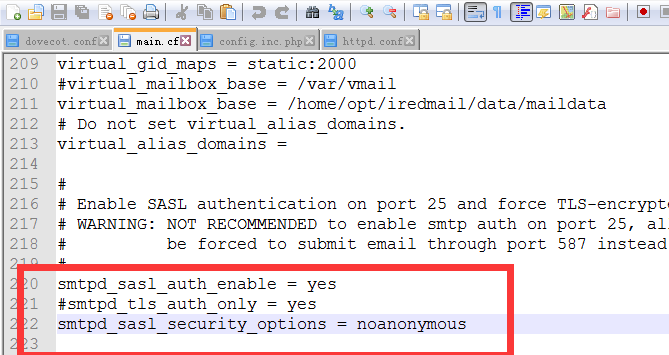 dovecot.conf main.cf config.inc.php httpd.conf
209 virtual_gid_maps = static:2000
210 #virtual_mailbox_base = /var/vmail
211 virtual_mailbox_base = /home/opt/iredmail/data/maildata
212 # Do not set virtual_alias_domains.
213 virtual_alias_domains =
214
215 #
216 # Enable SASL authentication on port 25 and force TLS-encrypte
217 # WARNING: NOT RECOMMENDED to enable smtp auth on port 25, al
218 # be forced to submit email through port 587 instead
219 #
220 smtpd_sasl_auth_enable = yes
221 #smtpd_tls_auth_only = yes
222 smtpd_sasl_security_options = noanonymous
223